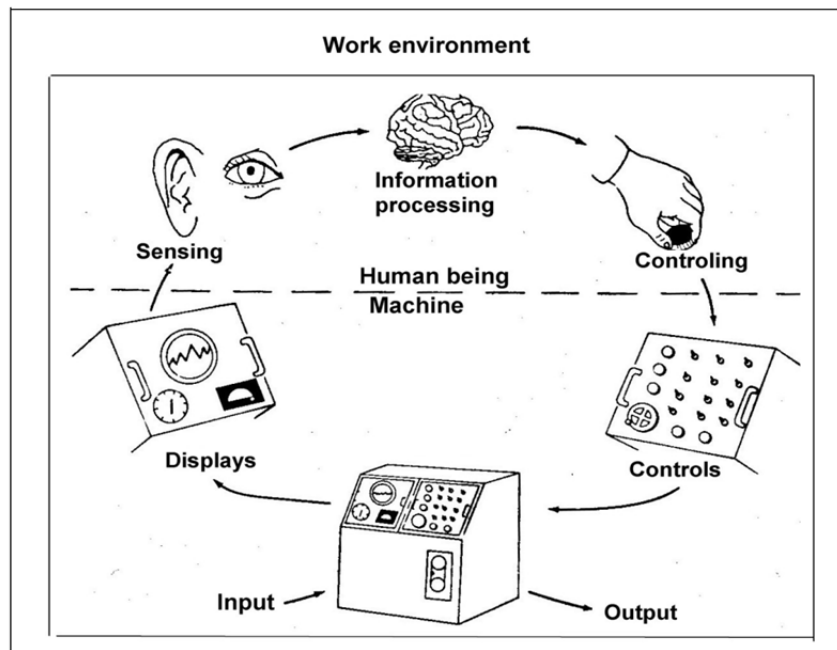 Work environment
Information
processing
Sensing
Controling
Human being
Machine
Displays
Controls
Input
Output